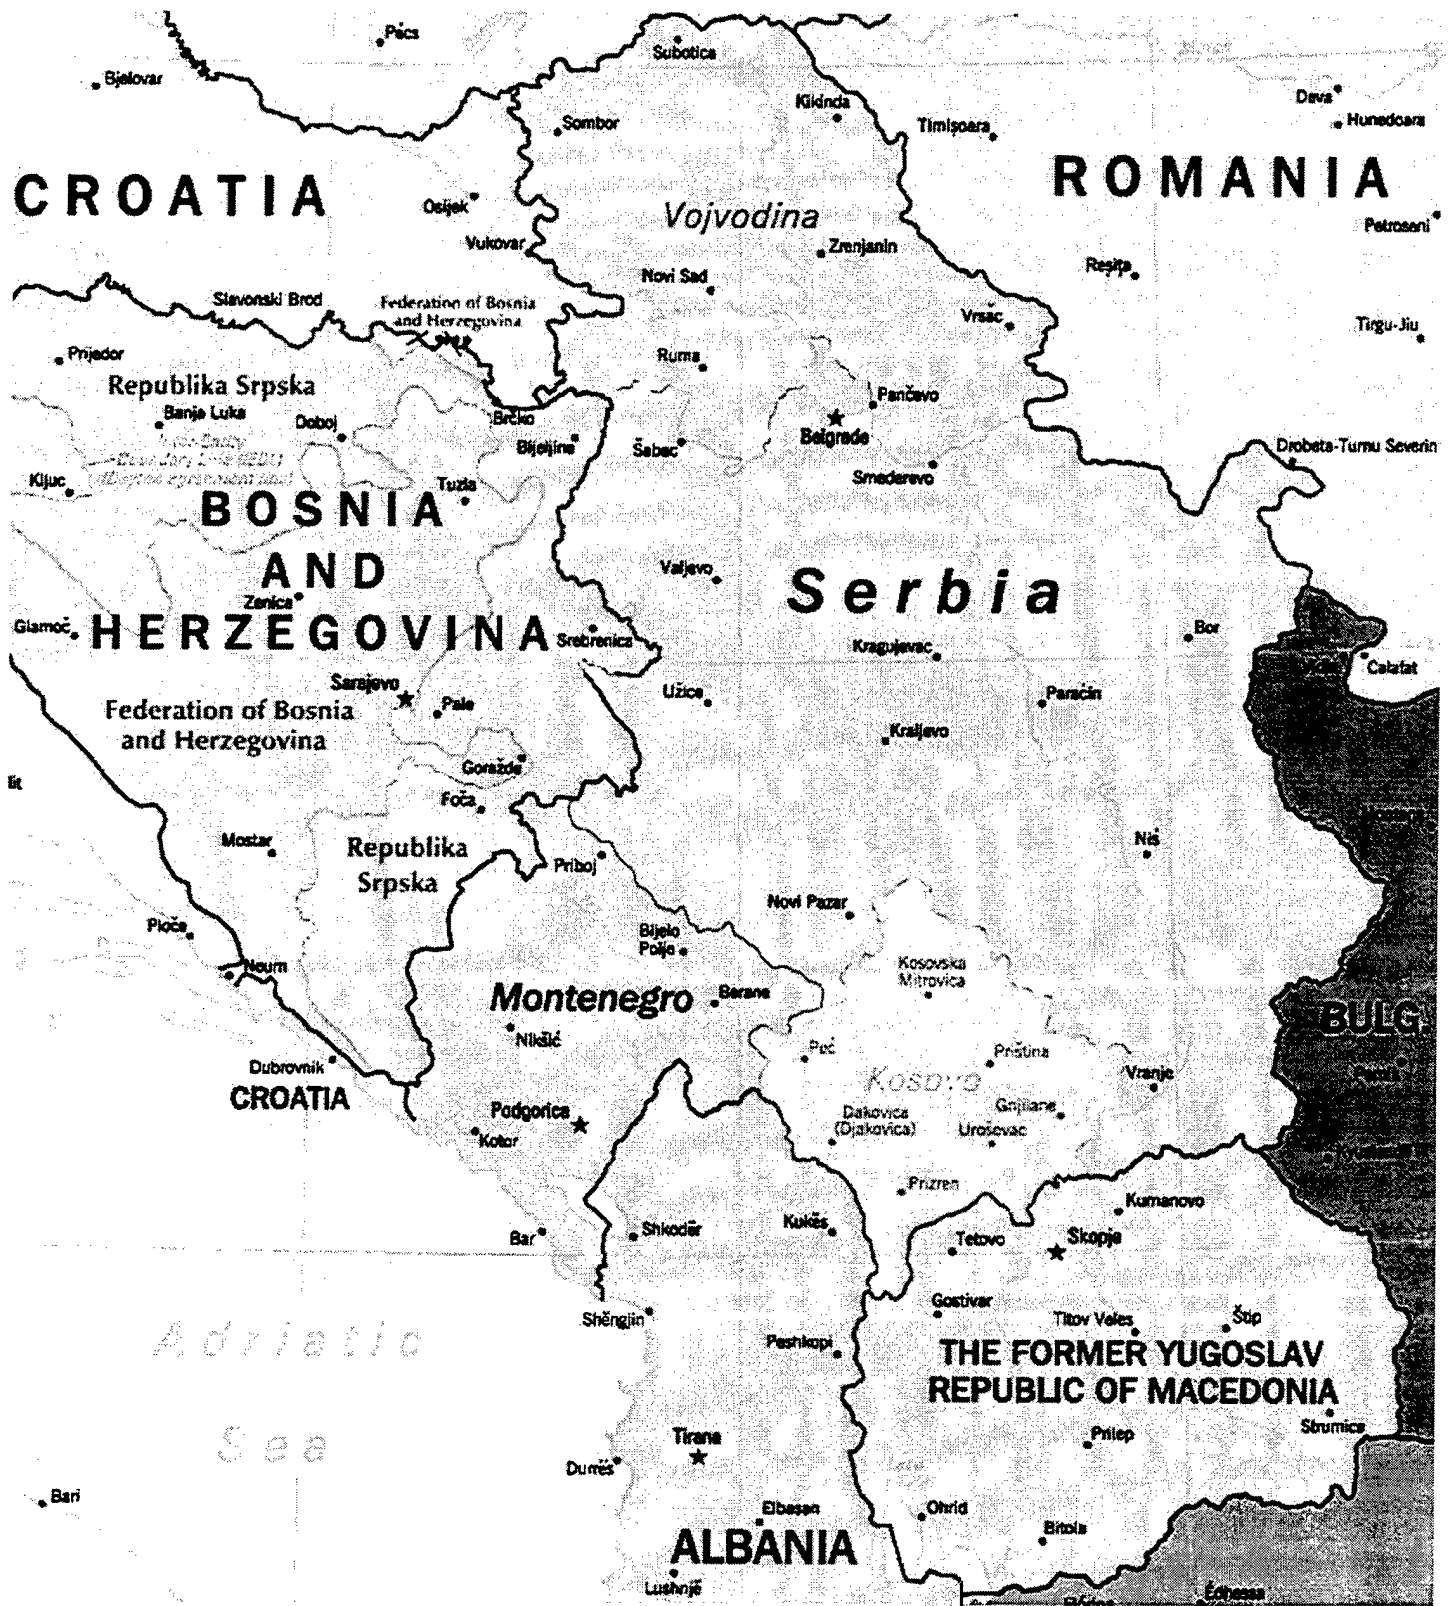 Pécs
Subotica
Bjelovar
Kikinda
Deva
Hunedoara
Sombor
Timişoara
CROATIA
ROMANIA
Osijek
Vojvodina
Petroseni
Vukovar
Zrenjanin
Reşiţa
Novi Sad
Slavonski Brod
Federation of Bosnia
and Herzegovina
Vršac
Tirgu-Jiu
Prijedor
Ruma
Republika Srpska
Pančevo
Banja Luka
Doboj
Brčko
Belgrade
Bijeljina
Šabac
Drobeta-Turnu Severin
Kljuc
Tuzla
Smederevo
BOSNIA
AND
HERZEGOVINA
Valjevo
Serbia
Zenica
Glamoč
Srebrenica
Bor
Kragujevac
Calafat
Sarajevo
Užice
Paraćin
Pale
Federation of Bosnia
and Herzegovina
Kraljevo
Goražde
lit
Foča
Mostar
Republika
Srpska
Priboj
Niš
Novi Pazar
Ploče
Bijelo
Polje
Neum
Kosovska
Mitrovica
Montenegro
Berane
BULG
Nikšić
Peć
Priština
Dubrovnik
Kosovo
Vranje
CROATIA
Podgorica
Kotor
Dakovica
(Djakovica)
Gnjilane
Uroševac
Prizren
Kumanovo
Bar
Shkodër
Kukës
Tetovo
Skopje
Gostivar
Shëngjin
Titov Veles
Štip
Adriatic
Sea
Peshkopi
THE FORMER YUGOSLAV
REPUBLIC OF MACEDONIA
Strumica
Tirana
Prilep
Durrës
Bari
Elbasan
Ohrid
Bitola
ALBANIA
Lushnjë
Édhessa